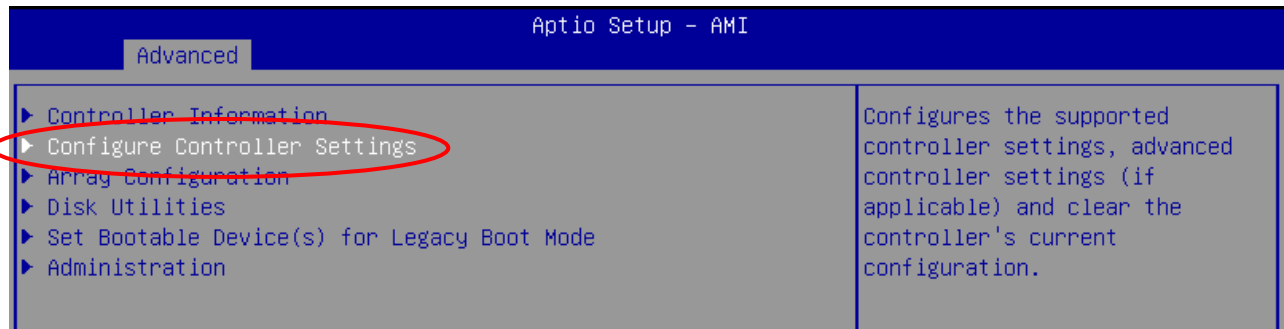 Aptio Setup – AMI
Advanced
▶ Controller Information
▶ Configure Controller Settings
▶ Array Configuration
▶ Disk Utilities
▶ Set Bootable Device(s) for Legacy Boot Mode
▶ Administration
Configures the supported
controller settings, advanced
controller settings (if
applicable) and clear the
controller's current
configuration.